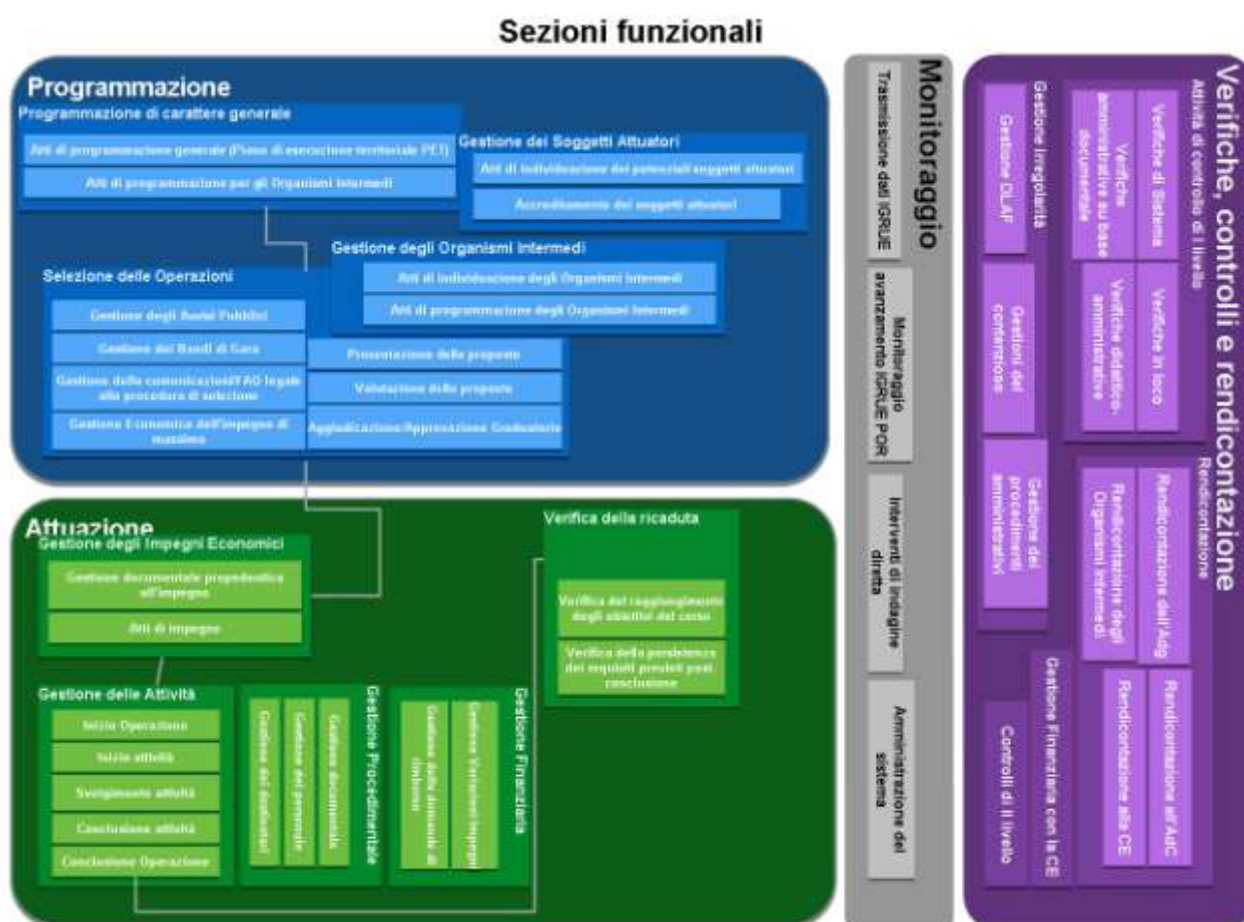 Sezioni funzionali
Programmazione
Programmazione di carattere generale
Atti di programmazione generale (Piano di esecuzione territoriale PET)
Atti di programmazione per gli Organismi Intermedi
Gestione dei Soggetti Attuatori
Atti di individuazione dei potenziali soggetti attuatori
Accreditamento dei soggetti attuatori
Gestione degli Organismi Intermedi
Atti di individuazione degli Organismi Intermedi
Atti di programmazione degli Organismi Intermedi
Selezione delle Operazioni
Gestione degli Avvisi Pubblici
Gestione dei Bandi di Gara
Gestione delle comunicazioni/FAQ legate
alla procedura di selezione
Gestione Economica dell'impegno di
massima
Presentazione delle proposte
Valutazione delle proposte
Aggiudicazione/Approvazione Graduatorie
Attuazione
Gestione degli Impegni Economici
Gestione documentale propedeutica
all'impegno
Atti di impegno
Gestione delle Attività
Inizio Operazione
Inizio attività
Svolgimento attività
Conclusione attività
Conclusione Operazione
Gestione Procedimentale
Gestione documentale
Gestione del personale
Gestione dei destinatari
Gestione Finanziaria
Gestione Variazioni Impegni
Gestione delle domande di
rimborso
Verifica della ricaduta
Verifica del raggiungimento
degli obiettivi del corso
Verifica della persistenza
dei requisiti previsti post
conclusione
Monitoraggio
Trasmissione dati IGRUE
Monitoraggio
avanzamento IGRUE POR
Interventi di indagine
diretta
Amministrazione del
sistema
Verifiche, controlli e rendicontazione
Attività di controllo di I livello
Verifiche di Sistema
Verifiche in loco
Verifiche
amministrative su base
documentale
Verifiche didattico-
amministrative
Gestione irregolarità
Gestione OLAF
Gestioni del
contenzioso
Gestione dei
procedimenti
amministrativi
Rendicontazione
Rendicontazione dell'Adg
Rendicontazione all'AdC
Rendicontazione degli
Organismi Intermedi
Rendicontazione alla CE
Gestione Finanziaria con la CE
Controlli di II livello